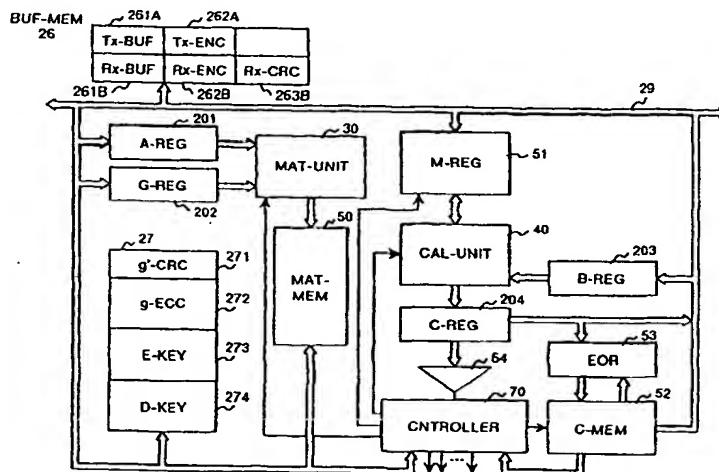 BUF-MEM
26
261A
262A
Tx-BUF
Tx-ENC
Rx-BUF
Rx-ENC
Rx-CRC
261B
262B
263B
29
201
A-REG
30
MAT-UNIT
M-REG
51
G-REG
202
50
MAT-
MEM
40
CAL-UNIT
203
B-REG
27
g'-CRC
271
g-ECC
272
E-KEY
273
D-KEY
274
204
C-REG
53
EOR
54
70
CNTROLLER
52
C-MEM